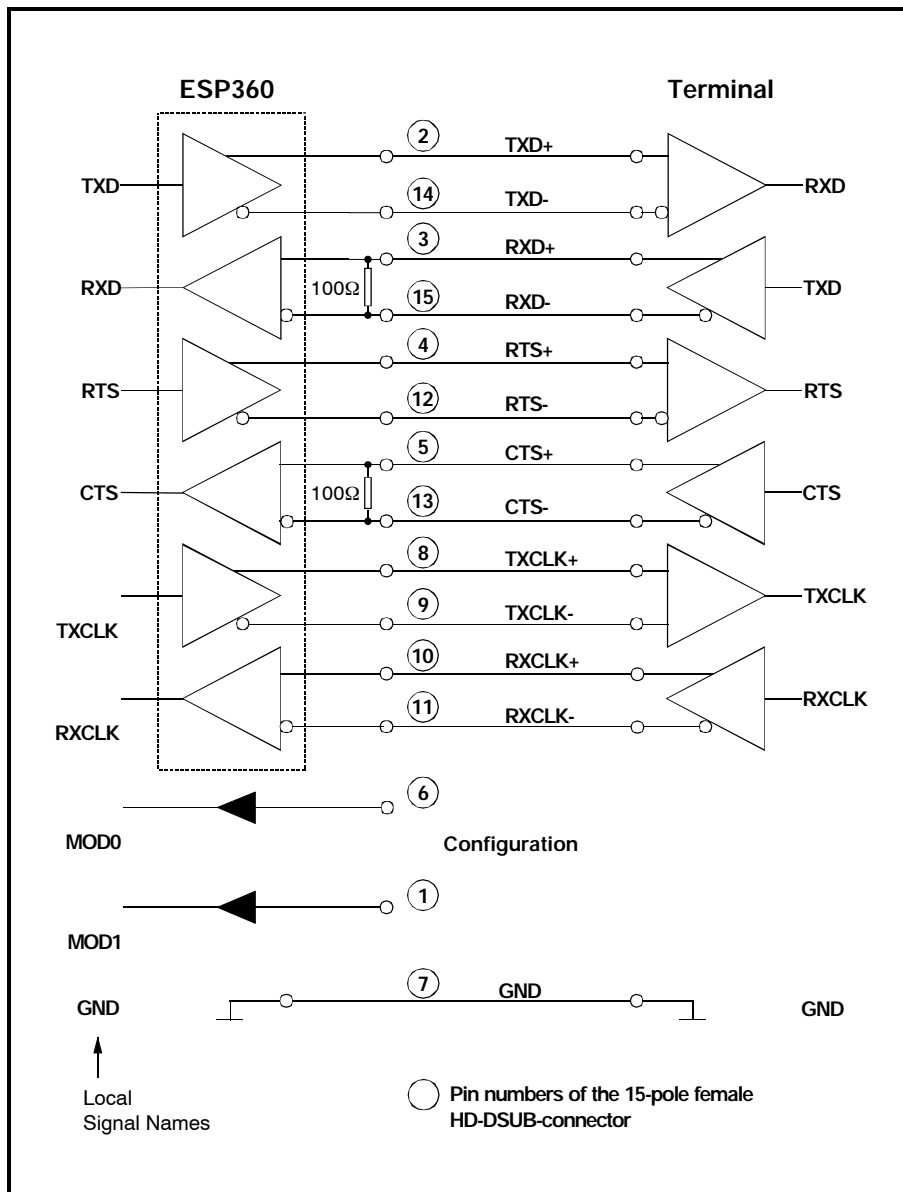 ESP360 Terminal
2
TXD+
TXD RXD
14
TXD-
3
RXD+
RXD 100Ω TXD
15
RXD-
4
RTS+
RTS RTS
12
RTS-
5
CTS+
CTS 100Ω CTS
13
CTS-
8
TXCLK+
TXCLK TXCLK
9
TXCLK-
10
RXCLK+
RXCLK RXCLK
11
RXCLK-
6
MOD0
Configuration
1
MOD1
7
GND
GND GND
Local
Signal Names
Pin numbers of the 15-pole female
HD-DSUB-connector